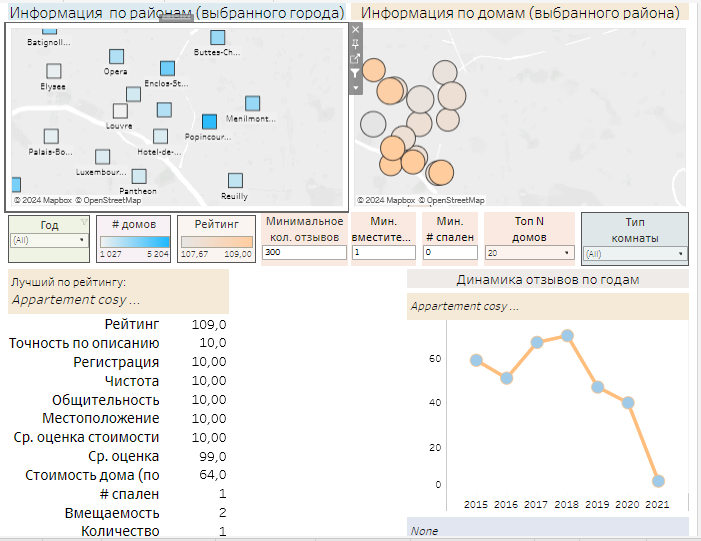 Информация по районам (выбранного города)
Информация по домам (выбранного района)
Batignoll...
Buttes-Ch...
Opera
Elysee
Enclos-St...
Menilmont...
Louvre
Popincour...
Palais-Bo...
Hotel-de-...
Luxembour...
Pantheon
Reuilly
© 2024 Mapbox © OpenStreetMap
© 2024 Mapbox © OpenStreetMap
Год
(All)
# домов
1 027 5 204
Рейтинг
107,67 109,00
Минимальное
кол. отзывов
300
Мин.
вместите...
1
Мин.
# спален
0
Топ N
домов
20
Тип
комнаты
(All)
Лучший по рейтингу:
Appartement cosy ...
Рейтинг 109,0
Точность по описанию 10,0
Регистрация 10,00
Чистота 10,00
Общительность 10,00
Местоположение 10,00
Ср. оценка стоимости 10,00
Ср. оценка 99,0
Стоимость дома (по 64,0
# спален 1
Вмещаемость 2
Количество 1
Динамика отзывов по годам
Appartement cosy ...
60
40
20
0
2015 2016 2017 2018 2019 2020 2021
None